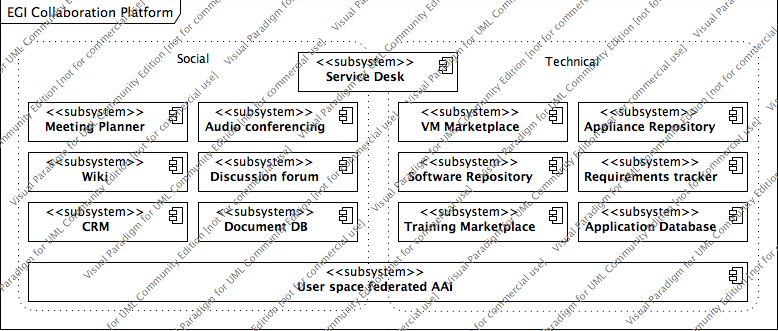 EGI Collaboration Platform
Social
Technical
<<subsystem>>
Service Desk
<<subsystem>>
Meeting Planner
<<subsystem>>
Audio conferencing
<<subsystem>>
VM Marketplace
<<subsystem>>
Appliance Repository
<<subsystem>>
Wiki
<<subsystem>>
Discussion forum
<<subsystem>>
Software Repository
<<subsystem>>
Requirements tracker
<<subsystem>>
CRM
<<subsystem>>
Document DB
<<subsystem>>
Training Marketplace
<<subsystem>>
Application Database
<<subsystem>>
User space federated AAI
Visual Paradigm for UML Community Edition [not for commercial use]